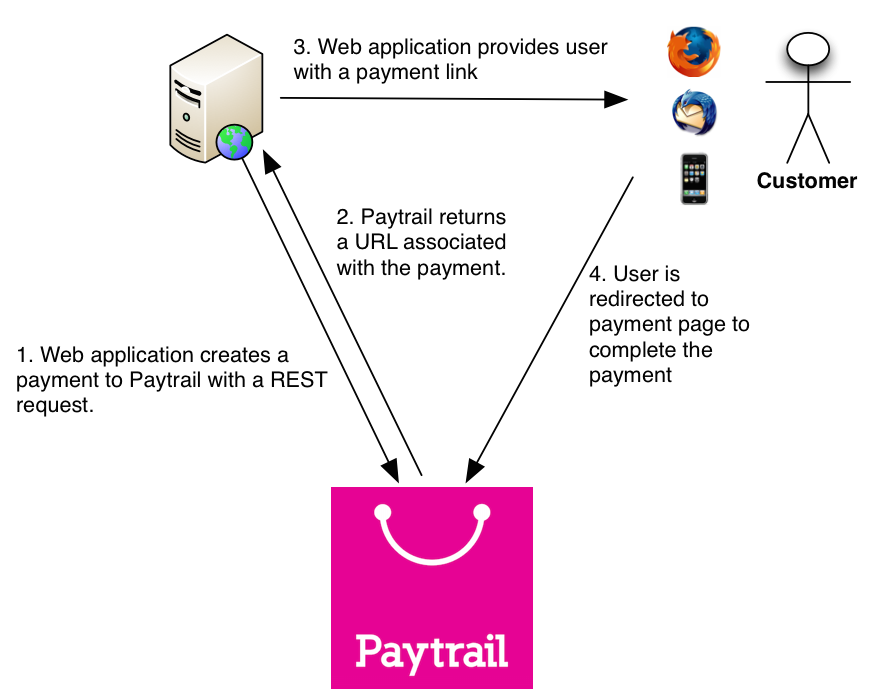 3. Web application provides user
with a payment link
Customer
2. Paytrail returns
a URL associated
with the payment.
4. User is
redirected to
payment page to
complete the
payment
1. Web application creates a
payment to Paytrail with a REST
request.
Paytrail